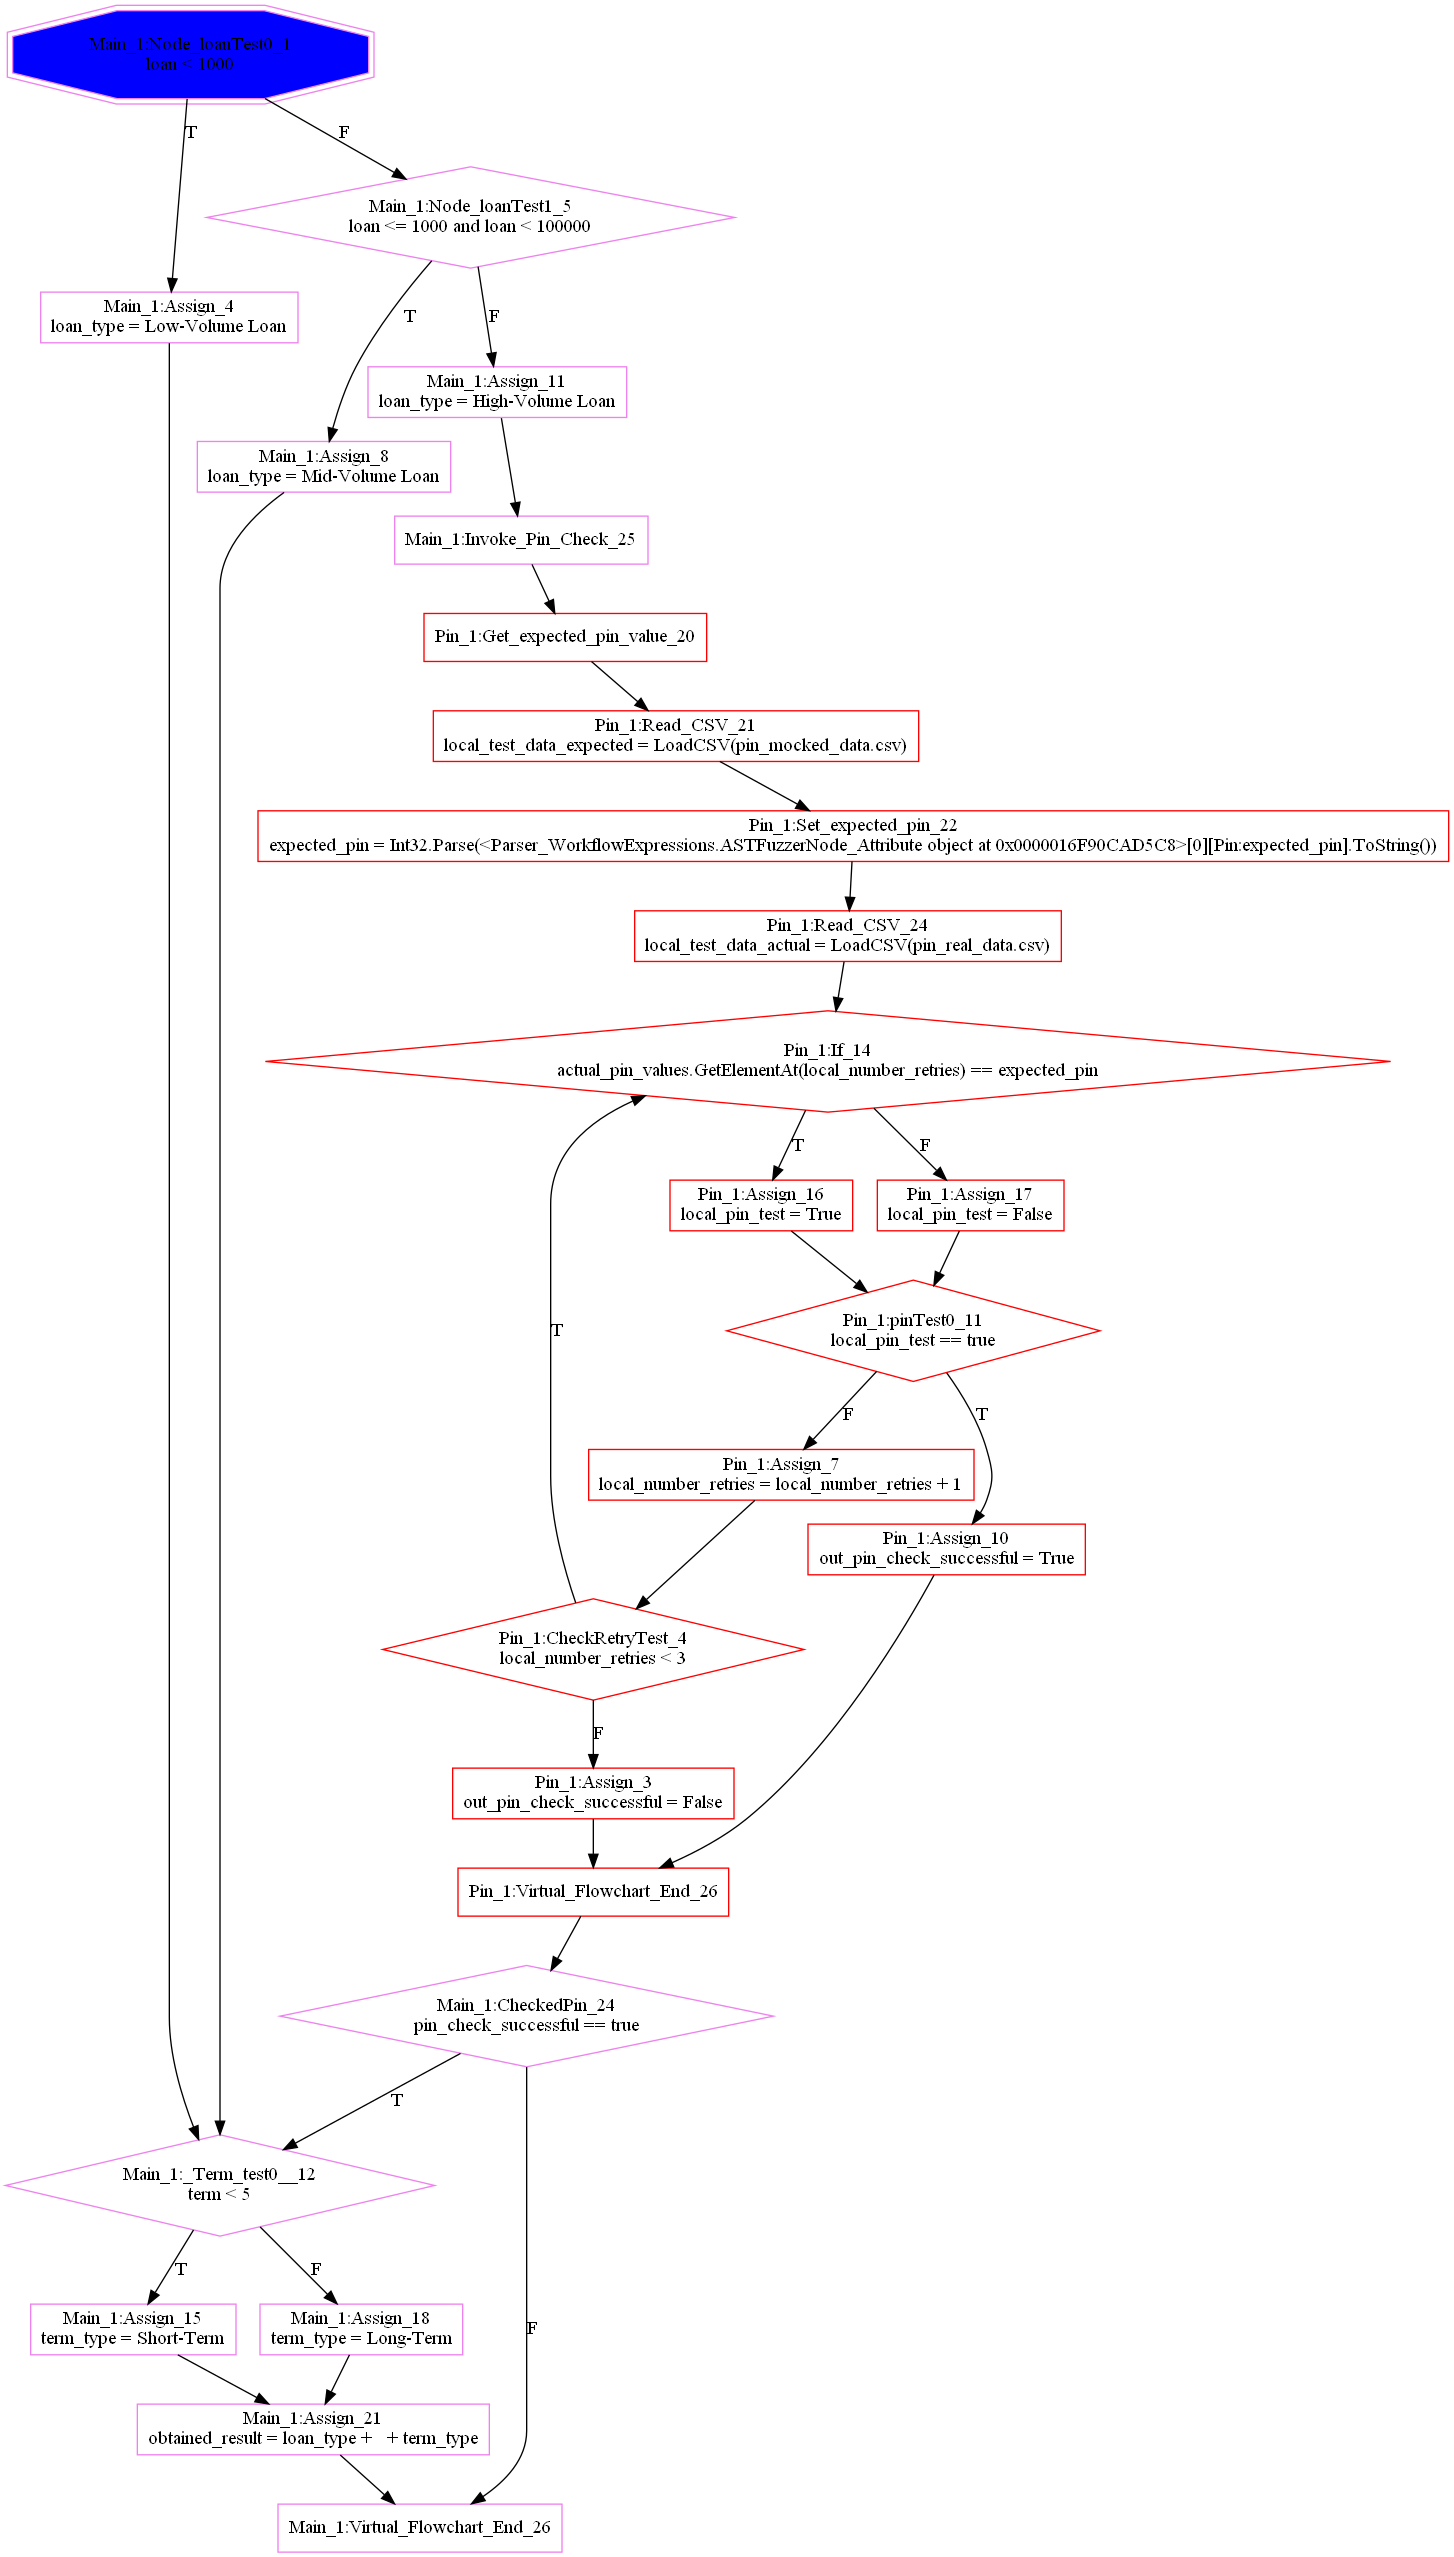 Main_1:Node_loanTest0_1
loan < 1000
T
F
Main_1:Node_loanTest1_5
loan <= 1000 and loan < 100000
Main_1:Assign_4
loan_type = Low-Volume Loan
T
F
Main_1:Assign_11
loan_type = High-Volume Loan
Main_1:Assign_8
loan_type = Mid-Volume Loan
Main_1:Invoke_Pin_Check_25
Pin_1:Get_expected_pin_value_20
Pin_1:Read_CSV_21
local_test_data_expected = LoadCSV(pin_mocked_data.csv)
Pin_1:Set_expected_pin_22
expected_pin = Int32.Parse(<Parser_WorkflowExpressions.ASTFuzzerNode_Attribute object at 0x0000016F90CAD5C8>[0][Pin:expected_pin].ToString())
Pin_1:Read_CSV_24
local_test_data_actual = LoadCSV(pin_real_data.csv)
Pin_1:If_14
actual_pin_values.GetElementAt(local_number_retries) == expected_pin
T
F
Pin_1:Assign_16
local_pin_test = True
Pin_1:Assign_17
local_pin_test = False
T
Pin_1:pinTest0_11
local_pin_test == true
F
T
Pin_1:Assign_7
local_number_retries = local_number_retries + 1
Pin_1:Assign_10
out_pin_check_successful = True
Pin_1:CheckRetryTest_4
local_number_retries < 3
F
Pin_1:Assign_3
out_pin_check_successful = False
Pin_1:Virtual_Flowchart_End_26
Main_1:CheckedPin_24
pin_check_successful == true
T
Main_1:_Term_test0__12
term < 5
T
F
F
Main_1:Assign_15
term_type = Short-Term
Main_1:Assign_18
term_type = Long-Term
Main_1:Assign_21
obtained_result = loan_type +   + term_type
Main_1:Virtual_Flowchart_End_26